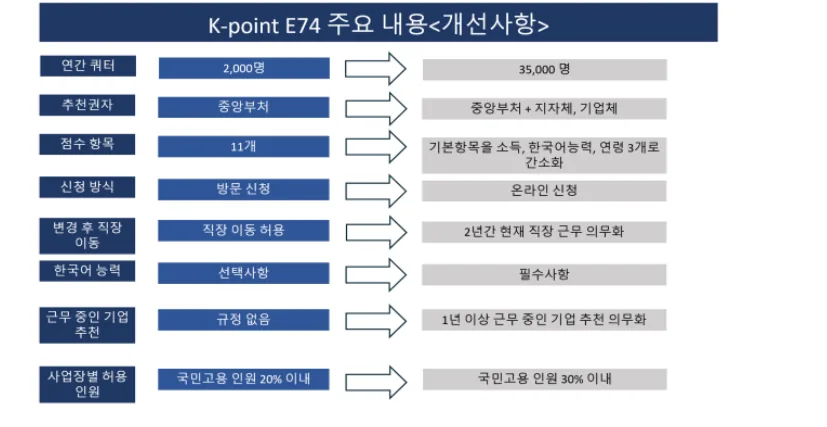 K-point E74 주요 내용<개선사항>
연간 쿼터
2,000명
35,000 명
추천권자
중앙부처
중앙부처 + 지자체, 기업체
점수 항목
11개
기본항목을 소득, 한국어능력, 연령 3개로
간소화
신청 방식
방문 신청
온라인 신청
변경 후 직장
이동
직장 이동 허용
2년간 현재 직장 근무 의무화
한국어 능력
선택사항
필수사항
근무 중인 기업
추천
규정 없음
1년 이상 근무 중인 기업 추천 의무화
사업장별 허용
인원
국민고용 인원 20% 이내
국민고용 인원 30% 이내